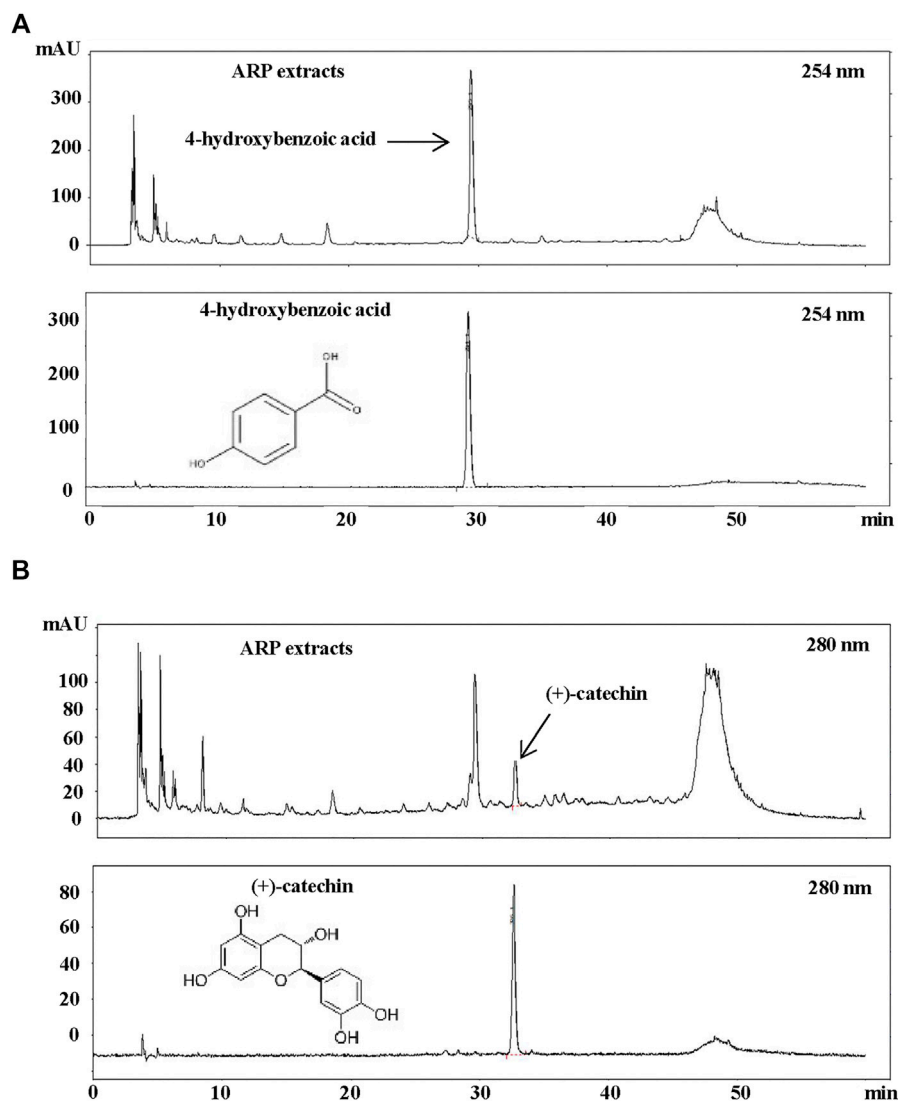 A
mAU
ARP extracts
254 nm
300
4-hydroxybenzoic acid
200
100
0
4-hydroxybenzoic acid
254 nm
300
OH
200
O
100
HO
0
0 10 20 30 40 50 min
B
mAU
ARP extracts
280 nm
100
(+)-catechin
80
60
40
20
0
(+)-catechin
280 nm
80
OH
60
OH
40
HO
O
20
OH
OH
0
0 10 20 30 40 50 min